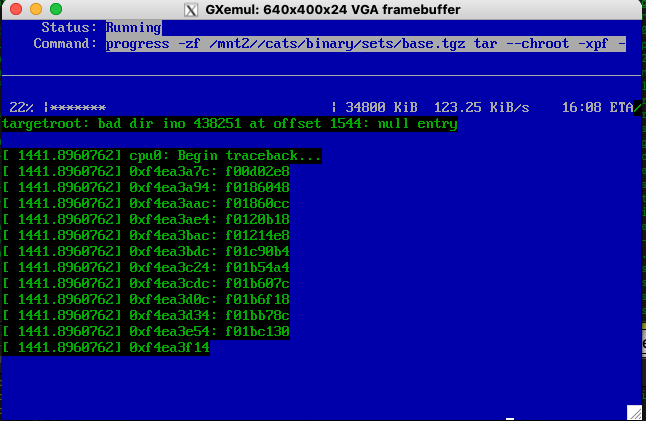 GXemul: 640x400x24 VGA framebuffer
Status: Running
Command: progress -zf /mnt2//cats/binary/sets/base.tgz tar --chroot -xpf -
22% |******* | 34800 KiB 123.25 KiB/s 16:08 ETA/
targetroot: bad dir ino 438251 at offset 1544: null entry
[ 1441.8960762] cpu0: Begin traceback...
[ 1441.8960762] 0xf4ea3a7c: f00d02e8
[ 1441.8960762] 0xf4ea3a94: f0186048
[ 1441.8960762] 0xf4ea3aac: f01860cc
[ 1441.8960762] 0xf4ea3ae4: f0120b18
[ 1441.8960762] 0xf4ea3bac: f01214e8
[ 1441.8960762] 0xf4ea3bdc: f01c90b4
[ 1441.8960762] 0xf4ea3c24: f01b54a4
[ 1441.8960762] 0xf4ea3cdc: f01b607c
[ 1441.8960762] 0xf4ea3d0c: f01b6f18
[ 1441.8960762] 0xf4ea3d34: f01bb78c
[ 1441.8960762] 0xf4ea3e54: f01bc130
[ 1441.8960762] 0xf4ea3f14